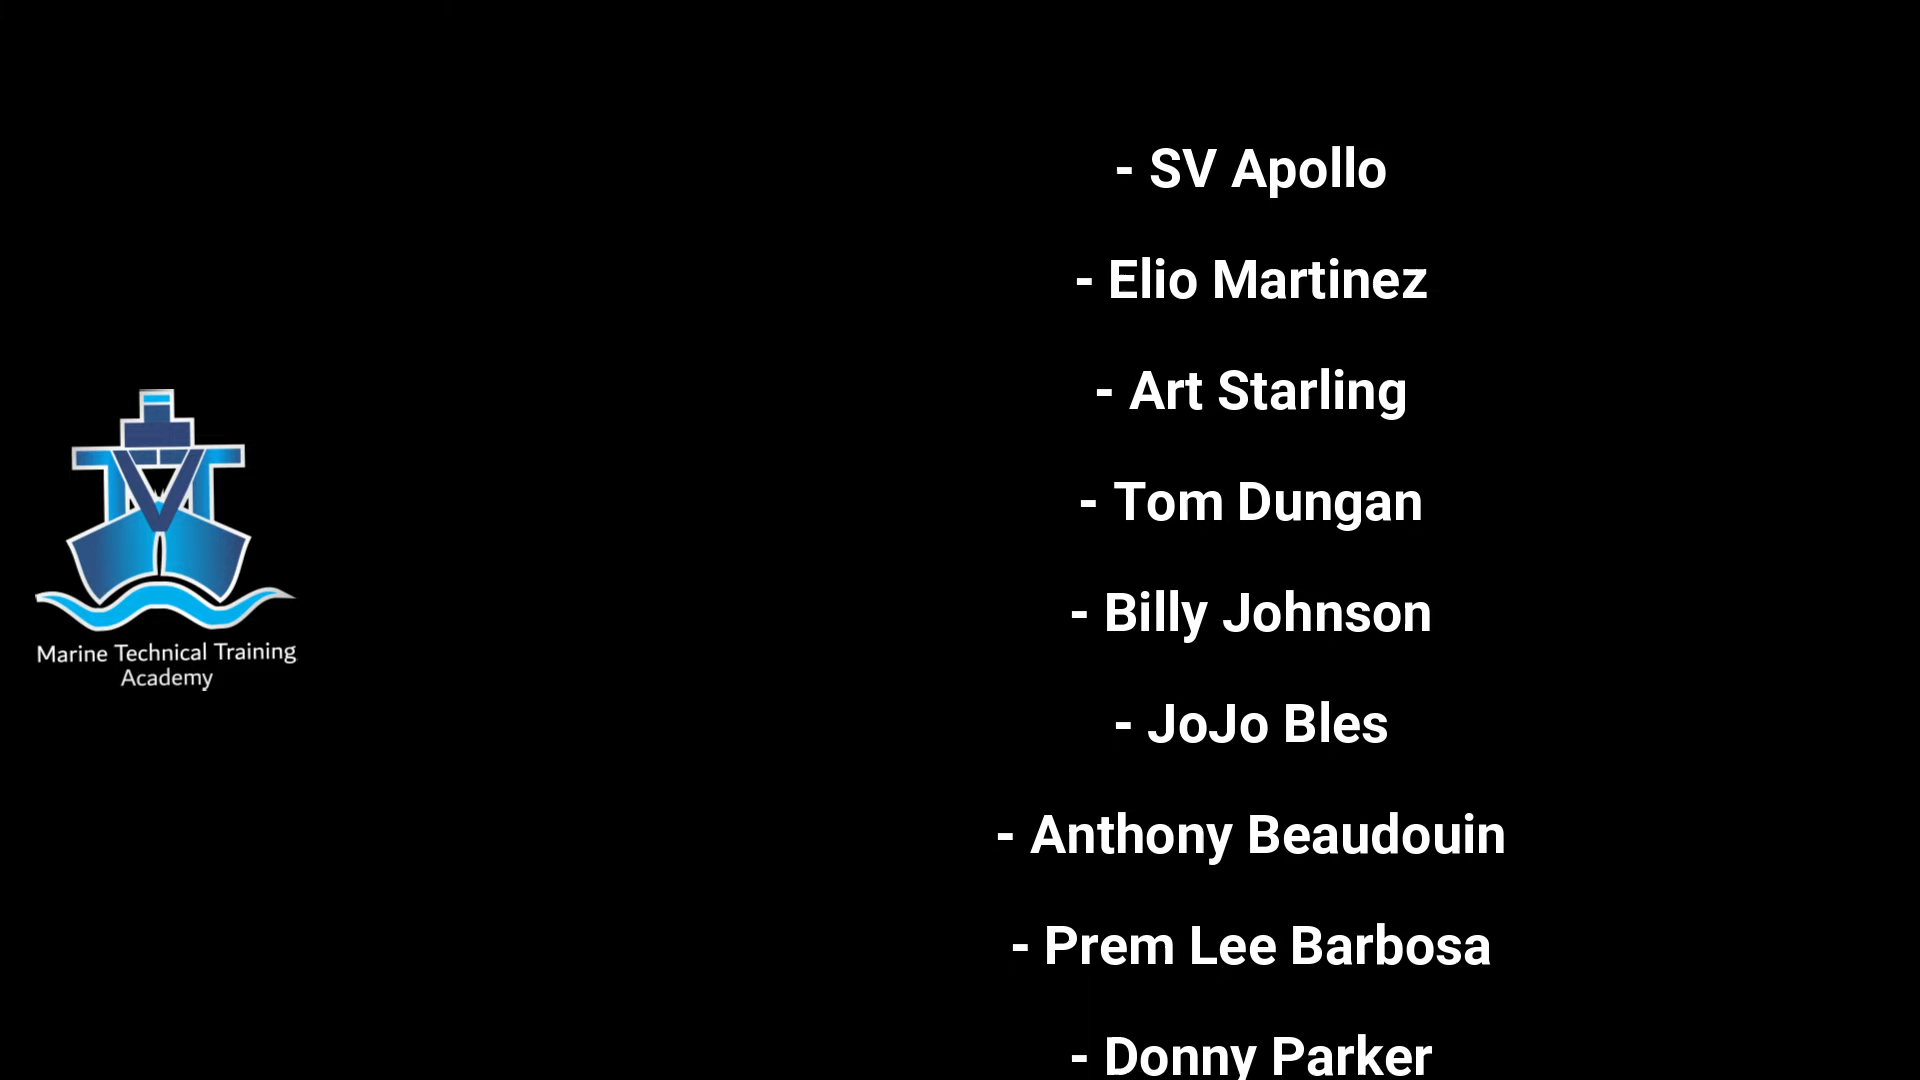 - SV Apollo
- Elio Martinez
- Art Starling
- Tom Dungan
- Billy Johnson
- JoJo Bles
- Anthony Beaudouin
- Prem Lee Barbosa
- Donny Parker
Marine Technical Training
Academy